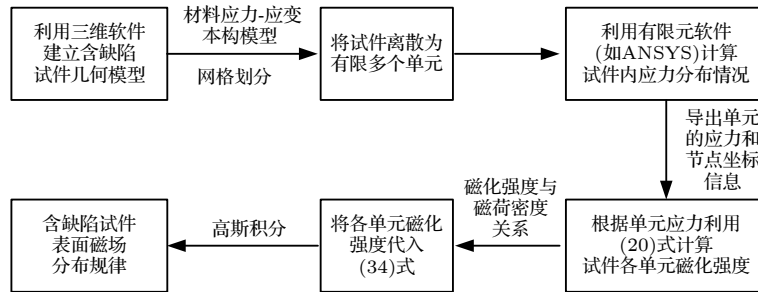 利用三维软件
建立含缺陷
试件几何模型
材料应力-应变
本构模型
网格划分
将试件离散为
有限多个单元
利用有限元软件
(如ANSYS)计算
试件内应力分布情况
导出单元
的应力和
节点坐标
信息
根据单元应力利用
(20)式计算
试件各单元磁化强度
磁化强度与
磁荷密度
关系
将各单元磁化
强度代入
(34)式
高斯积分
含缺陷试件
表面磁场
分布规律